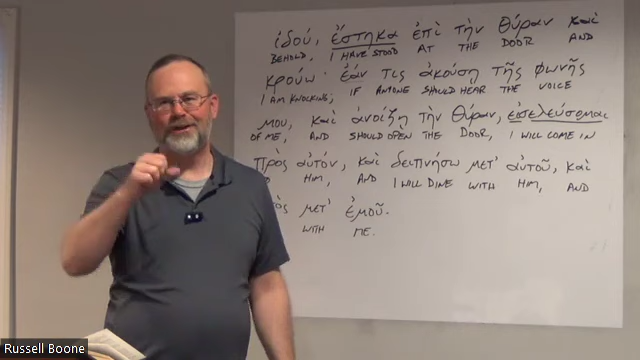 ἰδού, ἕστηκα ἐπὶ τὴν θύραν καὶ
BEHOLD, I HAVE STOOD AT THE DOOR AND
κρούω· ἐάν τις ἀκούσῃ τῆς φωνῆς
I AM KNOCKING; IF ANYONE SHOULD HEAR THE VOICE
μου, καὶ ἀνοίξῃ τὴν θύραν, εἰσελεύσομαι
OF ME, AND SHOULD OPEN THE DOOR, I WILL COME IN
πρὸς αὐτόν, καὶ δειπνήσω μετ' αὐτοῦ, καὶ
HIM, AND I WILL DINE WITH HIM, AND
μετ' ἐμοῦ.
WITH ME.
Russell Boone